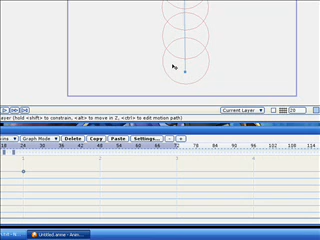 Current Layer
20
ayer (hold <shift> to constrain, <alt> to move in Z, <ctrl> to edit motion path)
Graph Mode Delete Copy Paste Settings... - +
18 24 30 36 42 48 54 60 66 72 78 84 90 96 102 108 114
1 2 3 4
Untitled.anme - Anim...